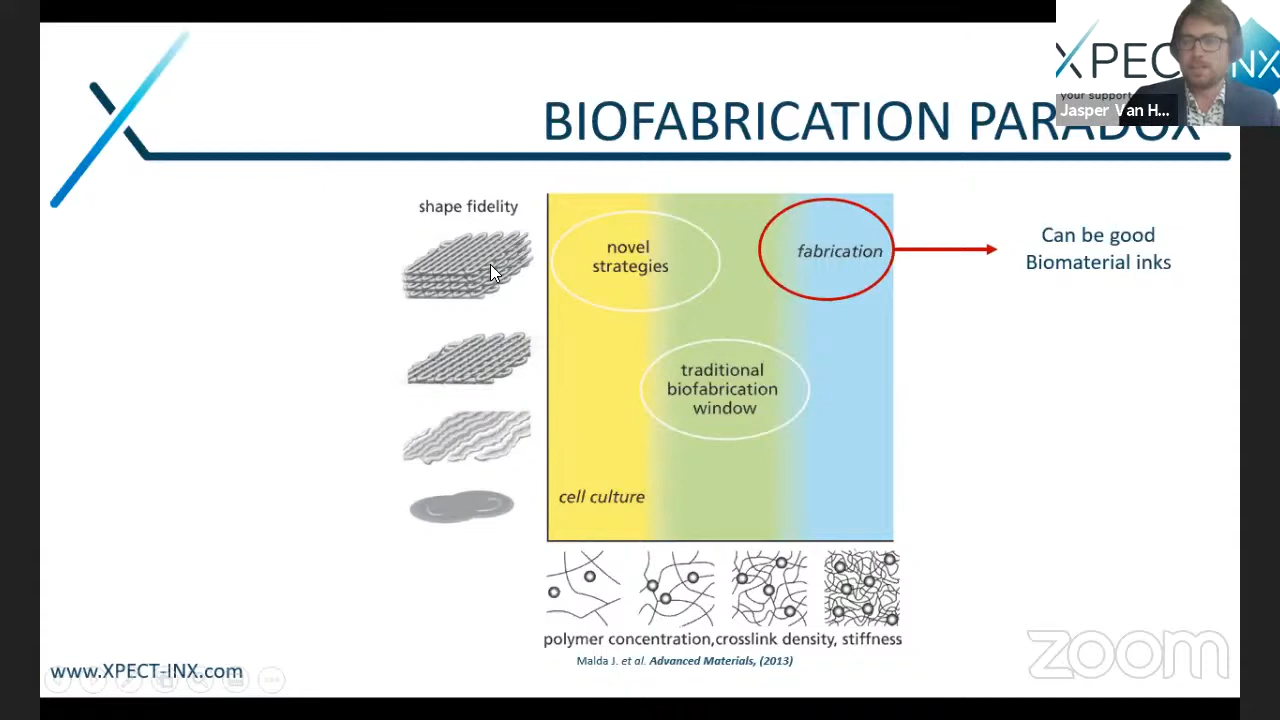 XPEC
INX
your support
Jasper Van H...
BIOFABRICATION PARADOX
shape fidelity
novel
strategies
fabrication
Can be good
Biomaterial inks
traditional
biofabrication
window
cell culture
polymer concentration,crosslink density, stiffness
Malda J. et al. Advanced Materials, (2013)
www.XPECT-INX.com
zoom